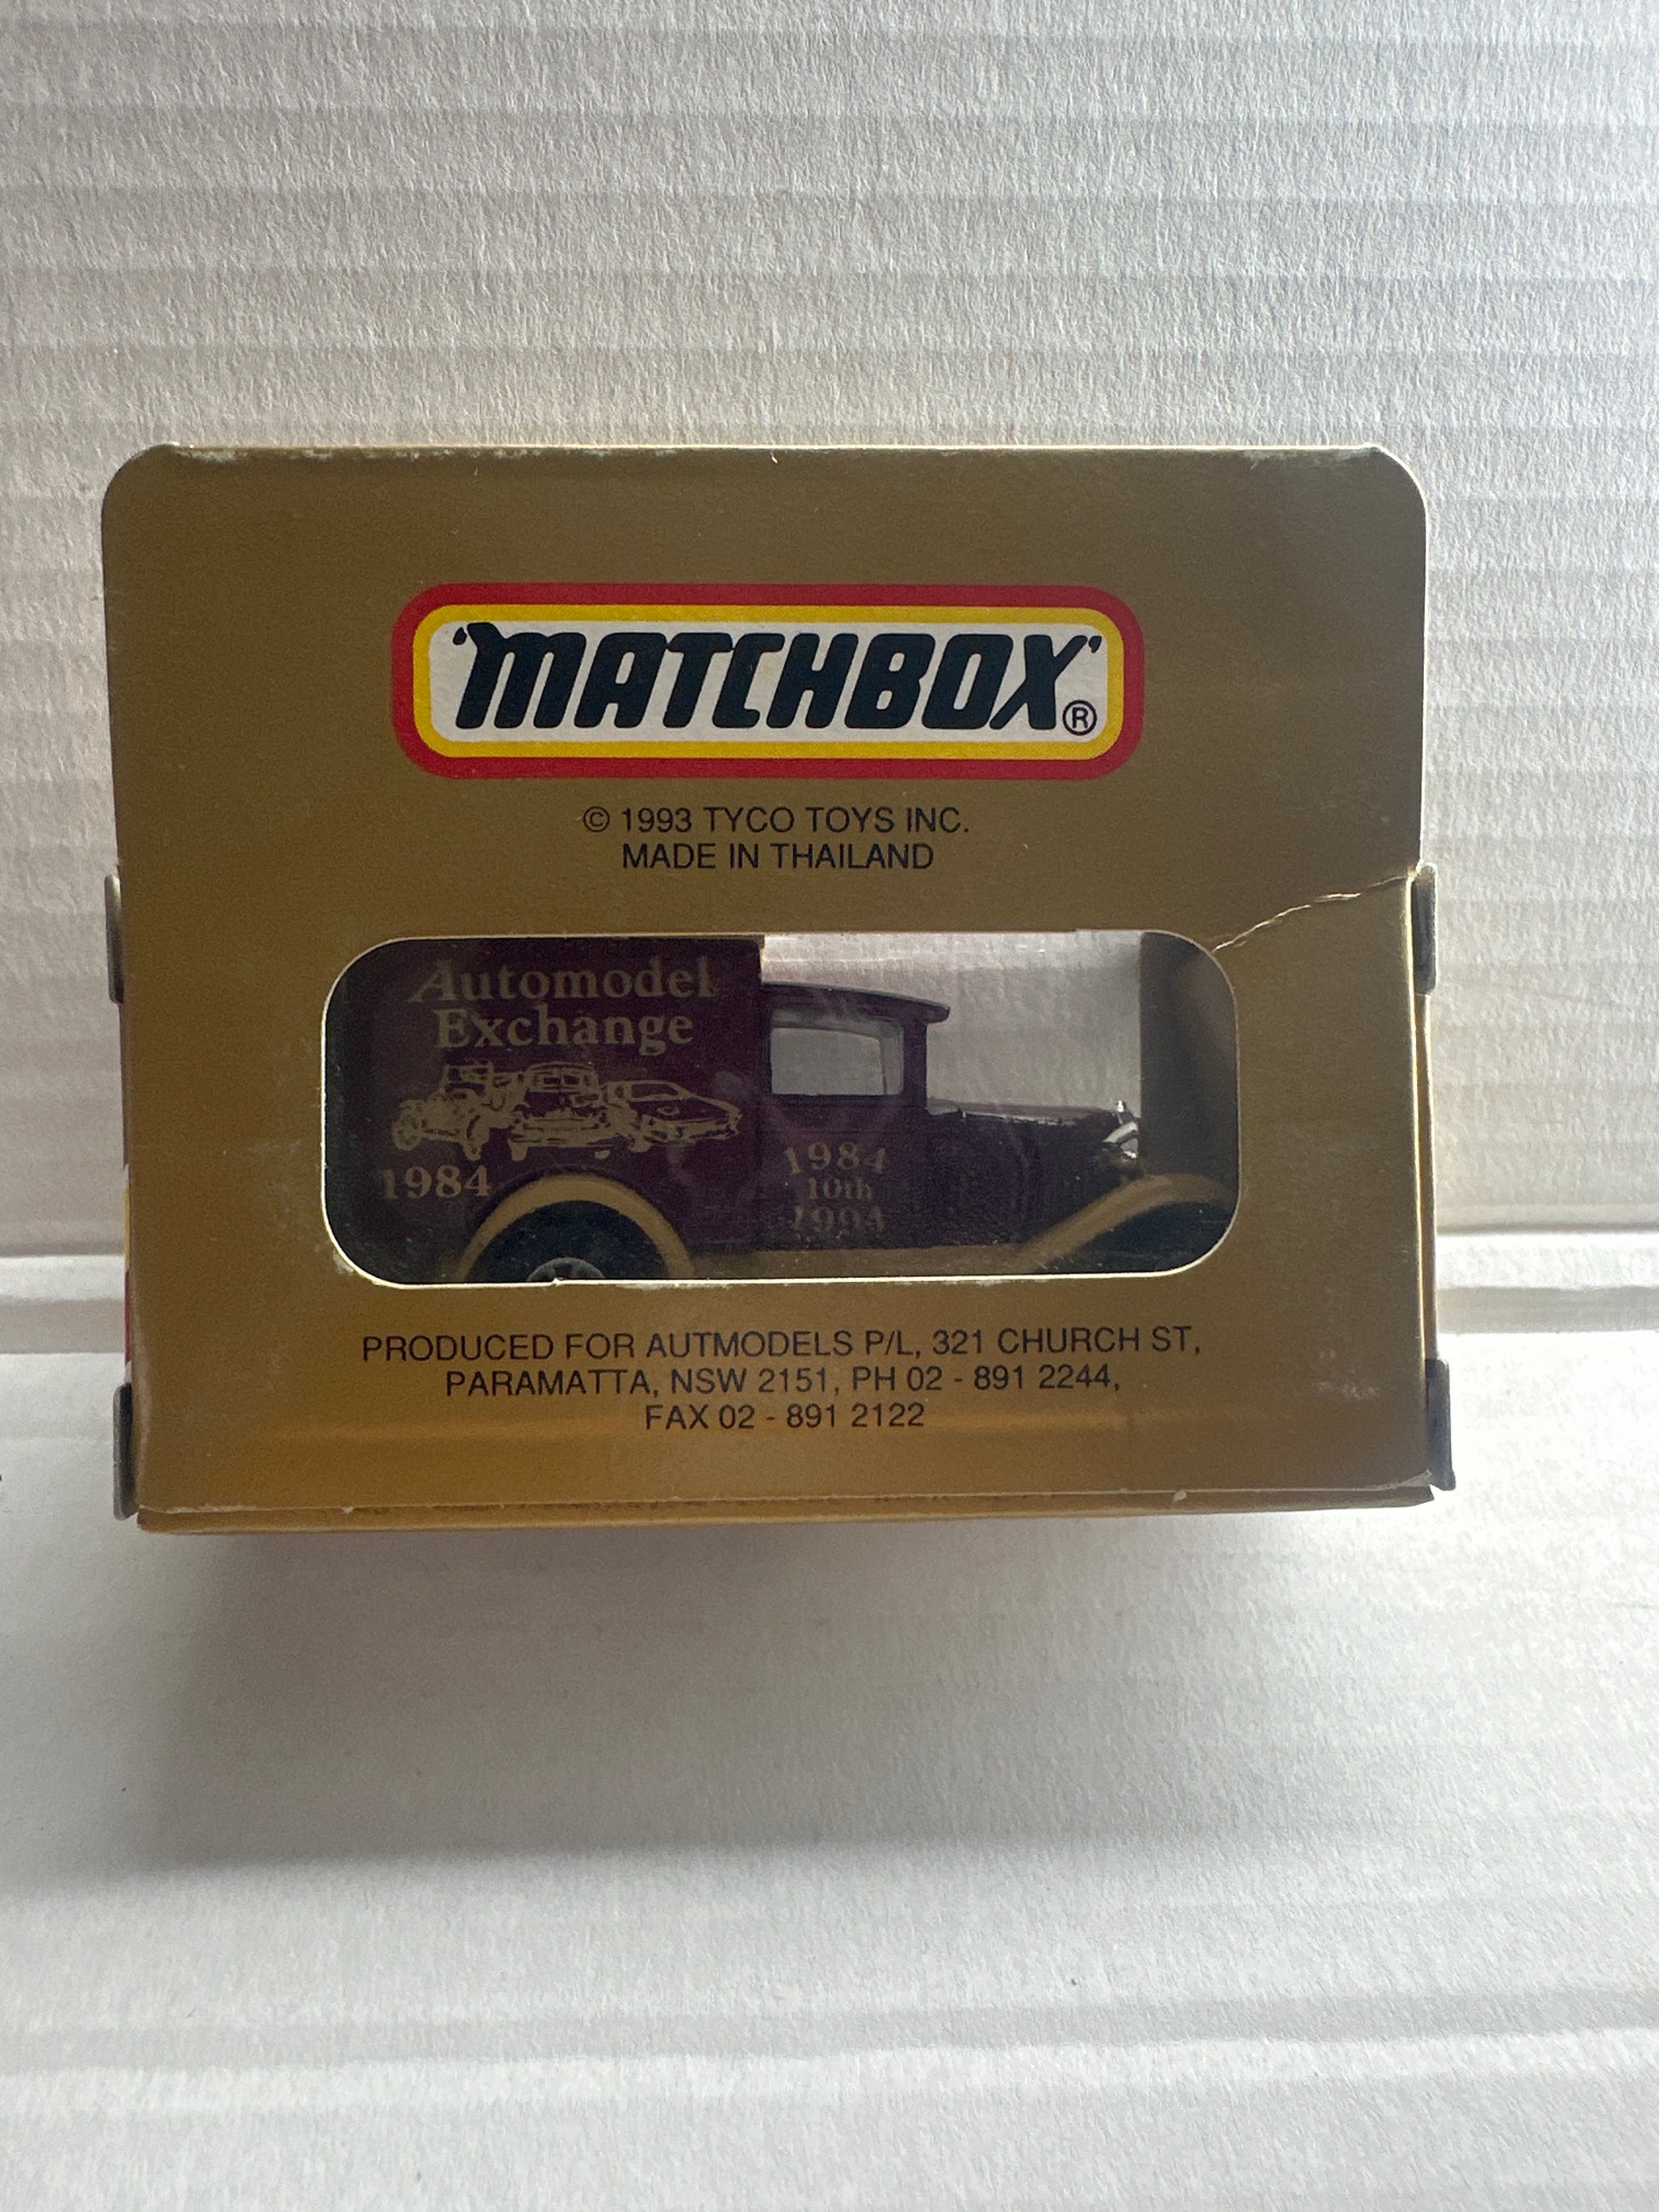 'MATCHBOX'®
© 1993 TYCO TOYS INC.
MADE IN THAILAND
Automodel
Exchange
1984
1984
10th
1994
PRODUCED FOR AUTMODELS P/L, 321 CHURCH ST,
PARAMATTA, NSW 2151, PH 02 - 891 2244,
FAX 02 - 891 2122